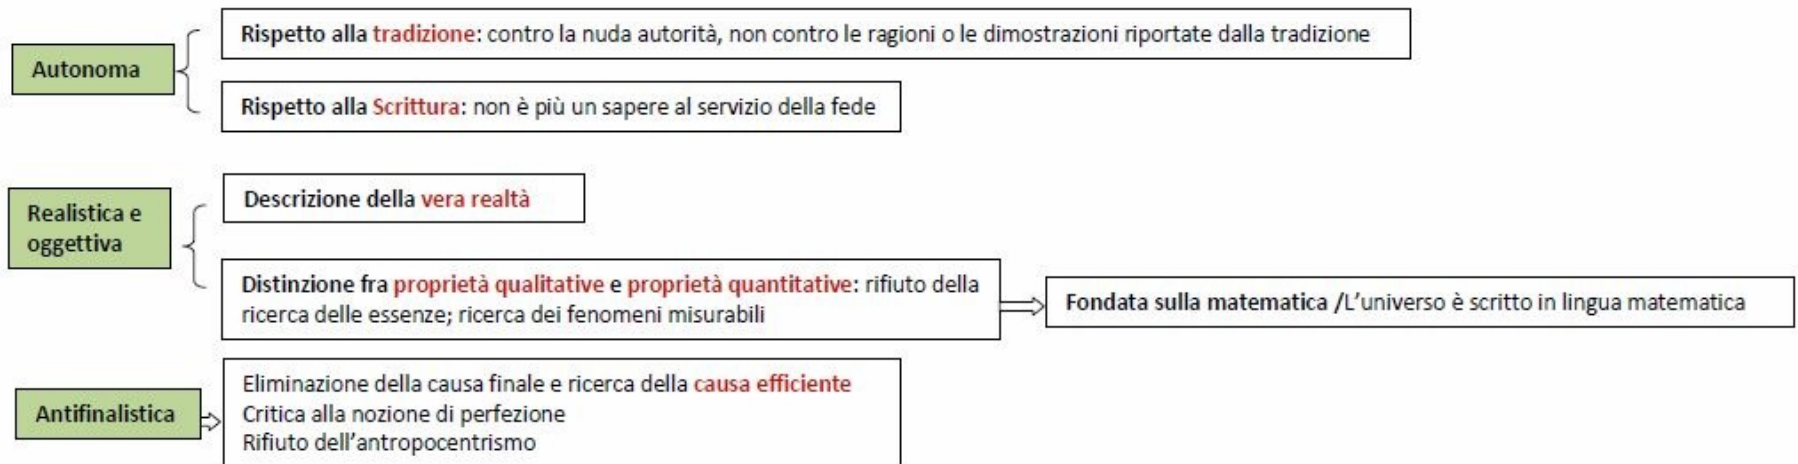 Autonoma
Rispetto alla tradizione: contro la nuda autorità, non contro le ragioni o le dimostrazioni riportate dalla tradizione
Rispetto alla Scrittura: non è più un sapere al servizio della fede
Realistica e
oggettiva
Descrizione della vera realtà
Distinzione fra proprietà qualitative e proprietà quantitative: rifiuto della
ricerca delle essenze; ricerca dei fenomeni misurabili
Fondata sulla matematica /L'universo è scritto in lingua matematica
Antifinalistica
Eliminazione della causa finale e ricerca della causa efficiente
Critica alla nozione di perfezione
Rifiuto dell'antropocentrismo